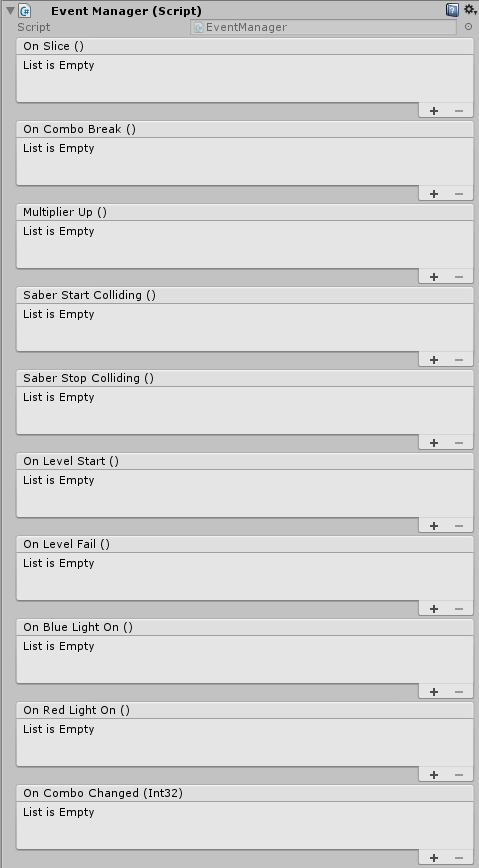 Event Manager (Script)
Script EventManager
On Slice ()
List is Empty
On Combo Break ()
List is Empty
Multiplier Up ()
List is Empty
Saber Start Colliding ()
List is Empty
Saber Stop Colliding ()
List is Empty
On Level Start ()
List is Empty
On Level Fail ()
List is Empty
On Blue Light On ()
List is Empty
On Red Light On ()
List is Empty
On Combo Changed (Int32)
List is Empty